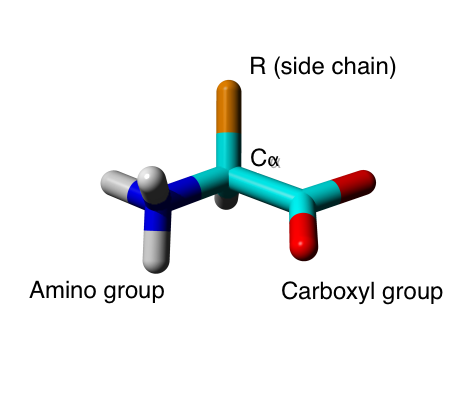 R (side chain)
Cα
Amino group
Carboxyl group